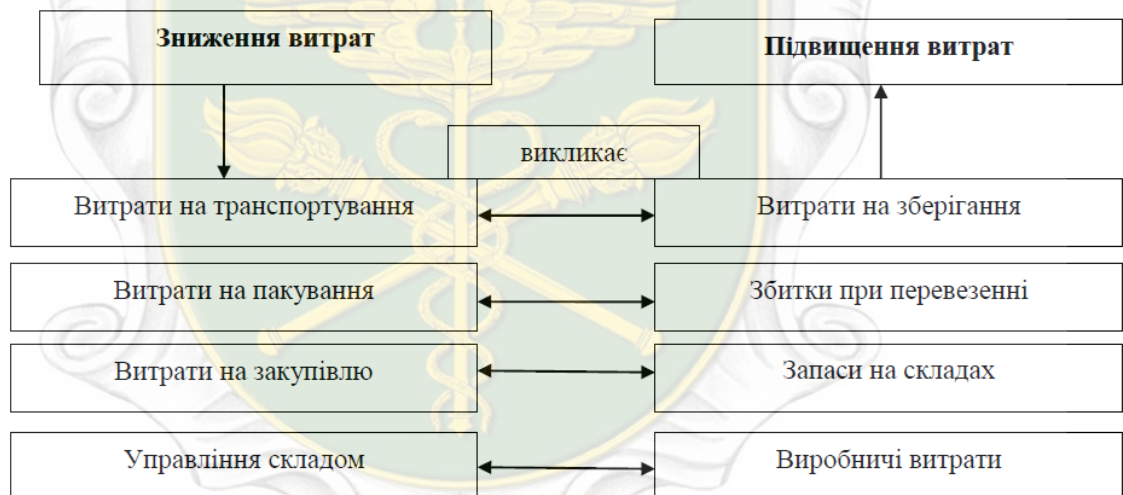 Зниження витрат
Підвищення витрат
викликає
Витрати на транспортування
Витрати на зберігання
Витрати на пакування
Збитки при перевезенні
Витрати на закупівлю
Запаси на складах
Управління складом
Виробничі витрати